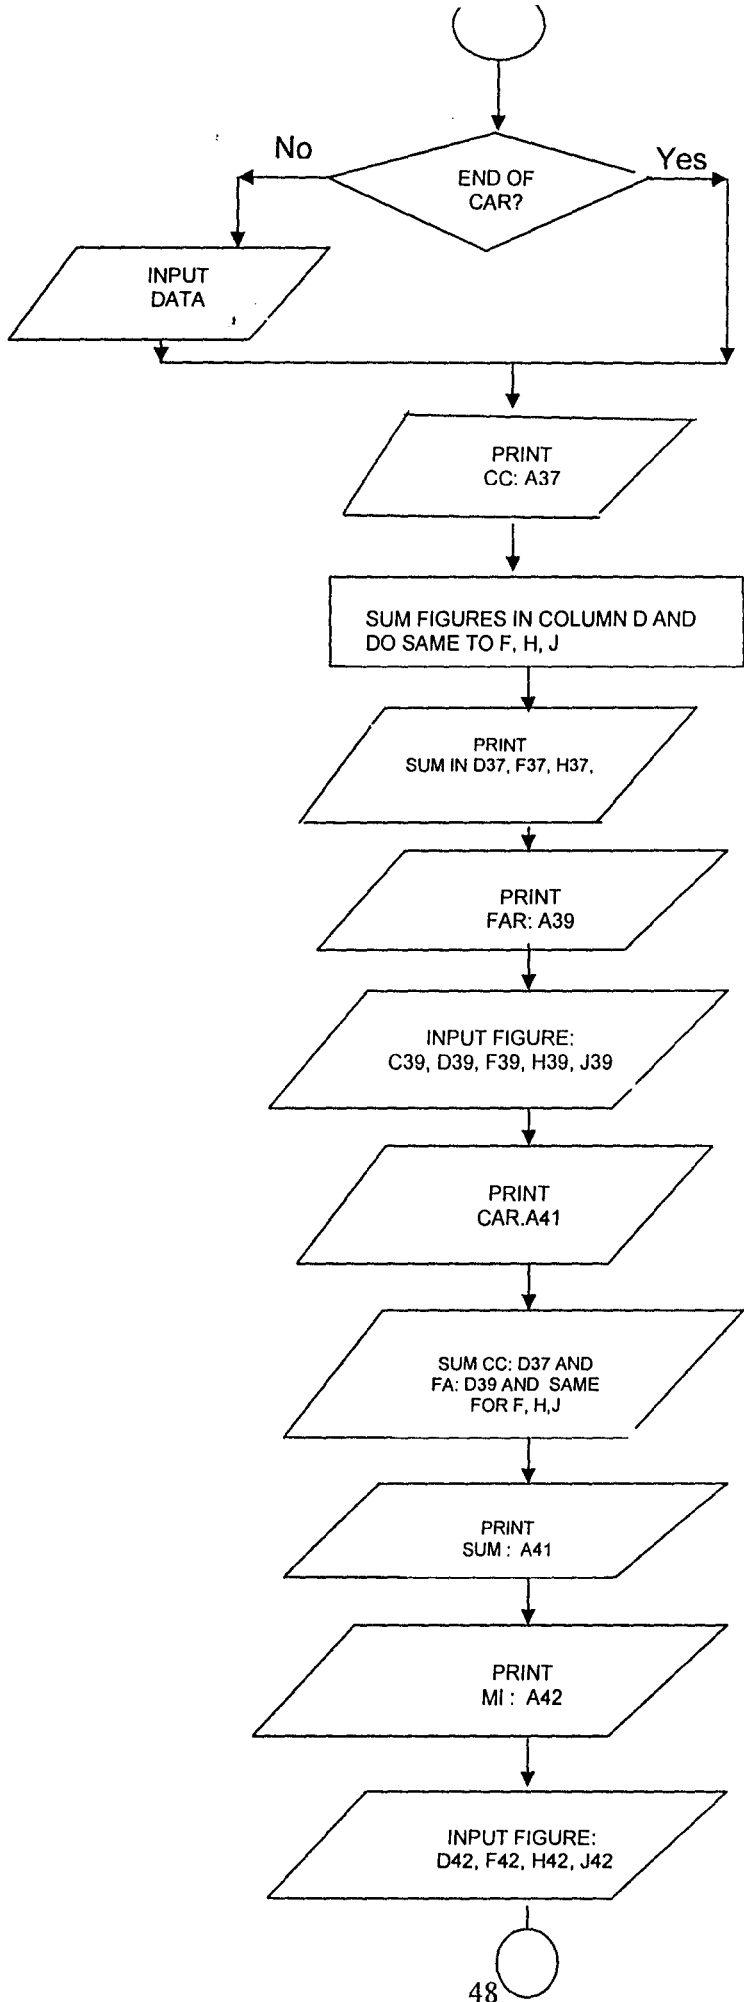 No
Yes
END OF
CAR?
INPUT
DATA
PRINT
CC: A37
SUM FIGURES IN COLUMN D AND
DO SAME TO F, H, J
PRINT
SUM IN D37, F37, H37,
PRINT
FAR: A39
INPUT FIGURE:
C39, D39, F39, H39, J39
PRINT
CAR.A41
SUM CC: D37 AND
FA: D39 AND SAME
FOR F, H,J
PRINT
SUM : A41
PRINT
MI : A42
INPUT FIGURE:
D42, F42, H42, J42
48